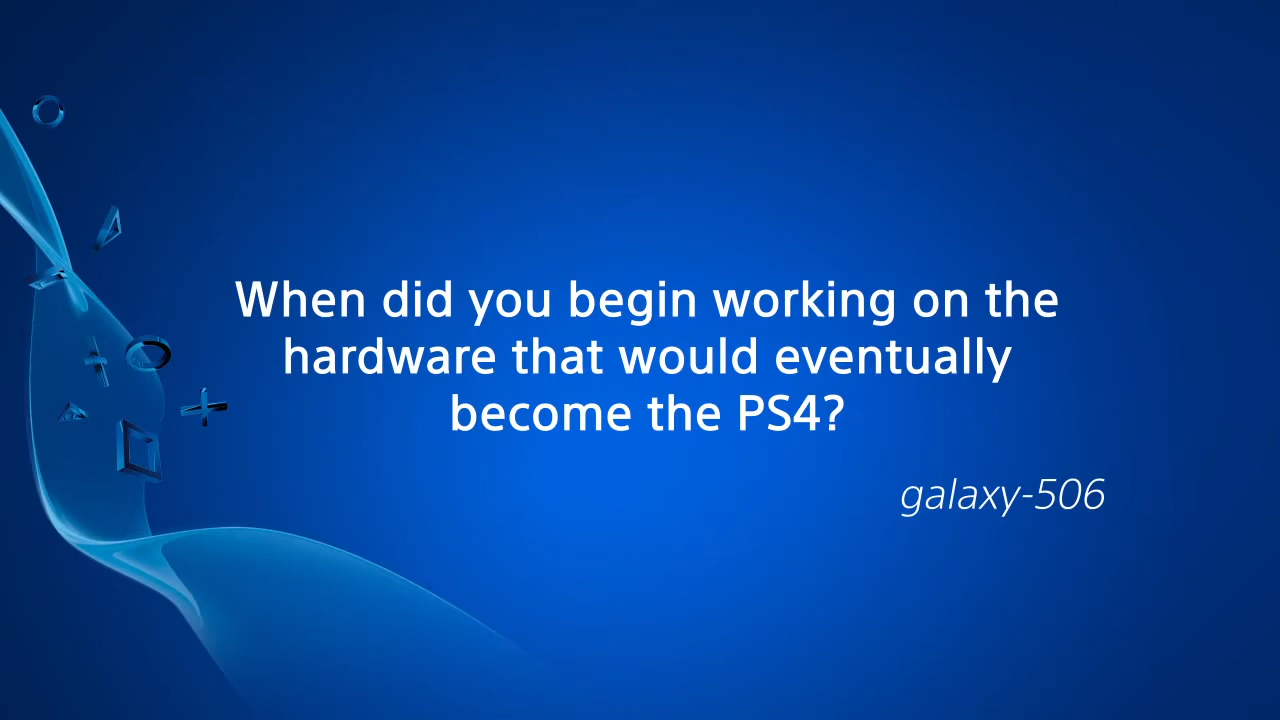 When did you begin working on the
hardware that would eventually
become the PS4?
galaxy-506